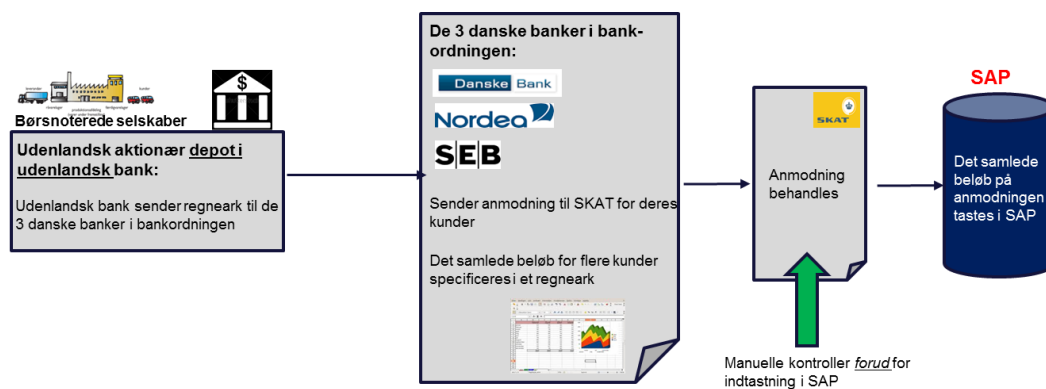 Børsnoterede selskaber
$
Udenlandsk aktionær depot i
udenlandsk bank:
Udenlandsk bank sender regneark til de
3 danske banker i bankordningen
De 3 danske banker i bank-
ordningen:
Danske Bank
Nordea
SEB
Sender anmodning til SKAT for deres
kunder
Det samlede beløb for flere kunder
specificeres i et regneark
SKAT
Anmodning
behandles
Manuelle kontroller forud for
indtastning i SAP
SAP
Det samlede
beløb på
anmodningen
tastes i SAP